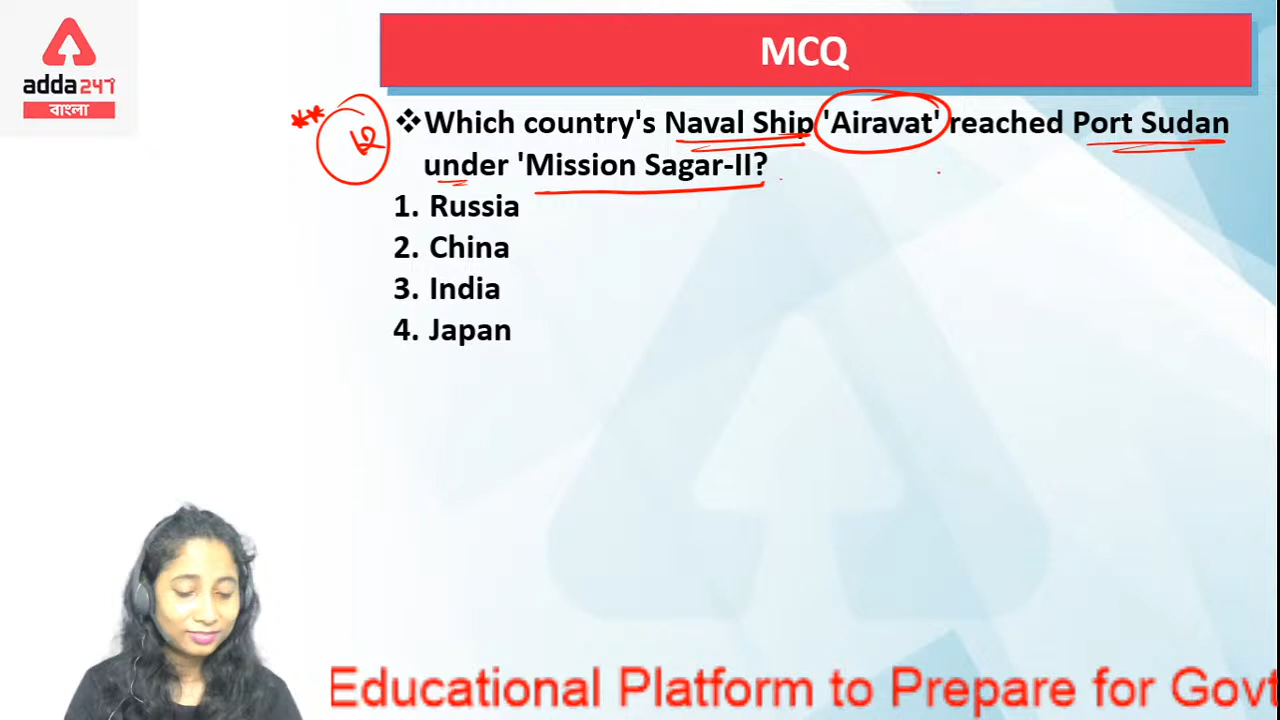 adda247
বাংলা
MCQ
❖Which country's Naval Ship 'Airavat' reached Port Sudan
under 'Mission Sagar-II?
1. Russia
2. China
3. India
4. Japan
Educational Platform to Prepare for Govt